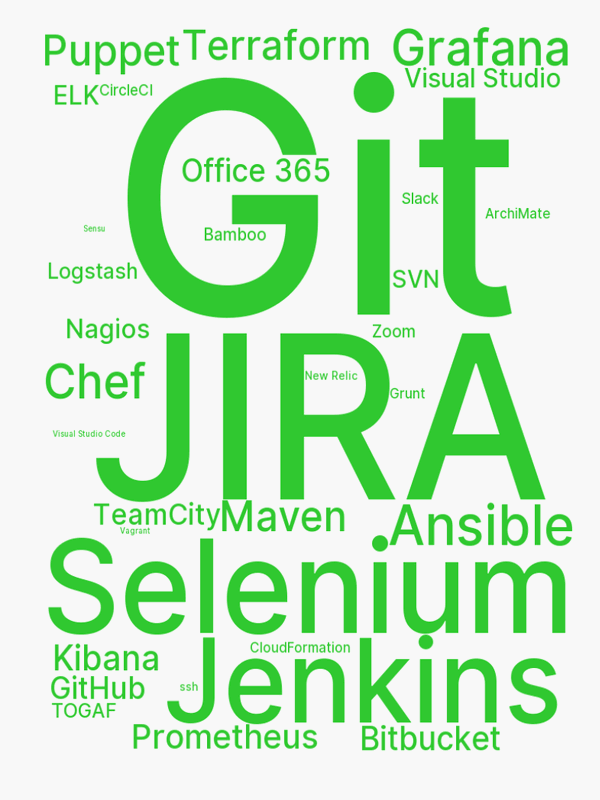 Puppet Terraform Grafana
Visual Studio
ELK CircleCI
Git
Office 365
Slack
ArchiMate
Sensu
Bamboo
Logstash
SVN
Nagios
Zoom
JIRA
Chef
New Relic
Grunt
Visual Studio Code
TeamCity Maven Ansible
Vagrant
Selenium
CloudFormation
Kibana
Jenkins
GitHub
ssh
TOGAF
Prometheus Bitbucket